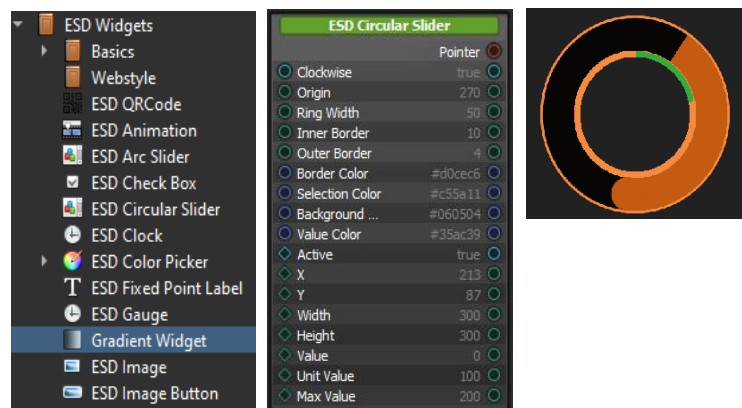 ESD Widgets
Basics
Webstyle
ESD QRCode
ESD Animation
ESD Arc Slider
ESD Check Box
ESD Circular Slider
ESD Clock
ESD Color Picker
T ESD Fixed Point Label
ESD Gauge
Gradient Widget
ESD Image
ESD Image Button
ESD Circular Slider
Pointer
Clockwise true
Origin 270
Ring Width 50
Inner Border 10
Outer Border 4
Border Color #d0cec6
Selection Color #c55a11
Background ... #060504
Value Color #35ac39
Active true
X 213
Y 87
Width 300
Height 300
Value 0
Unit Value 100
Max Value 200